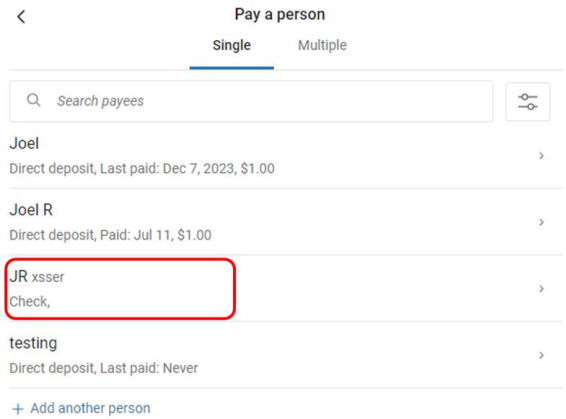 Pay a person
Single Multiple
Search payees
Joel
Direct deposit, Last paid: Dec 7, 2023, $1.00
Joel R
Direct deposit, Paid: Jul 11, $1.00
JR xsser
Check,
testing
Direct deposit, Last paid: Never
+ Add another person